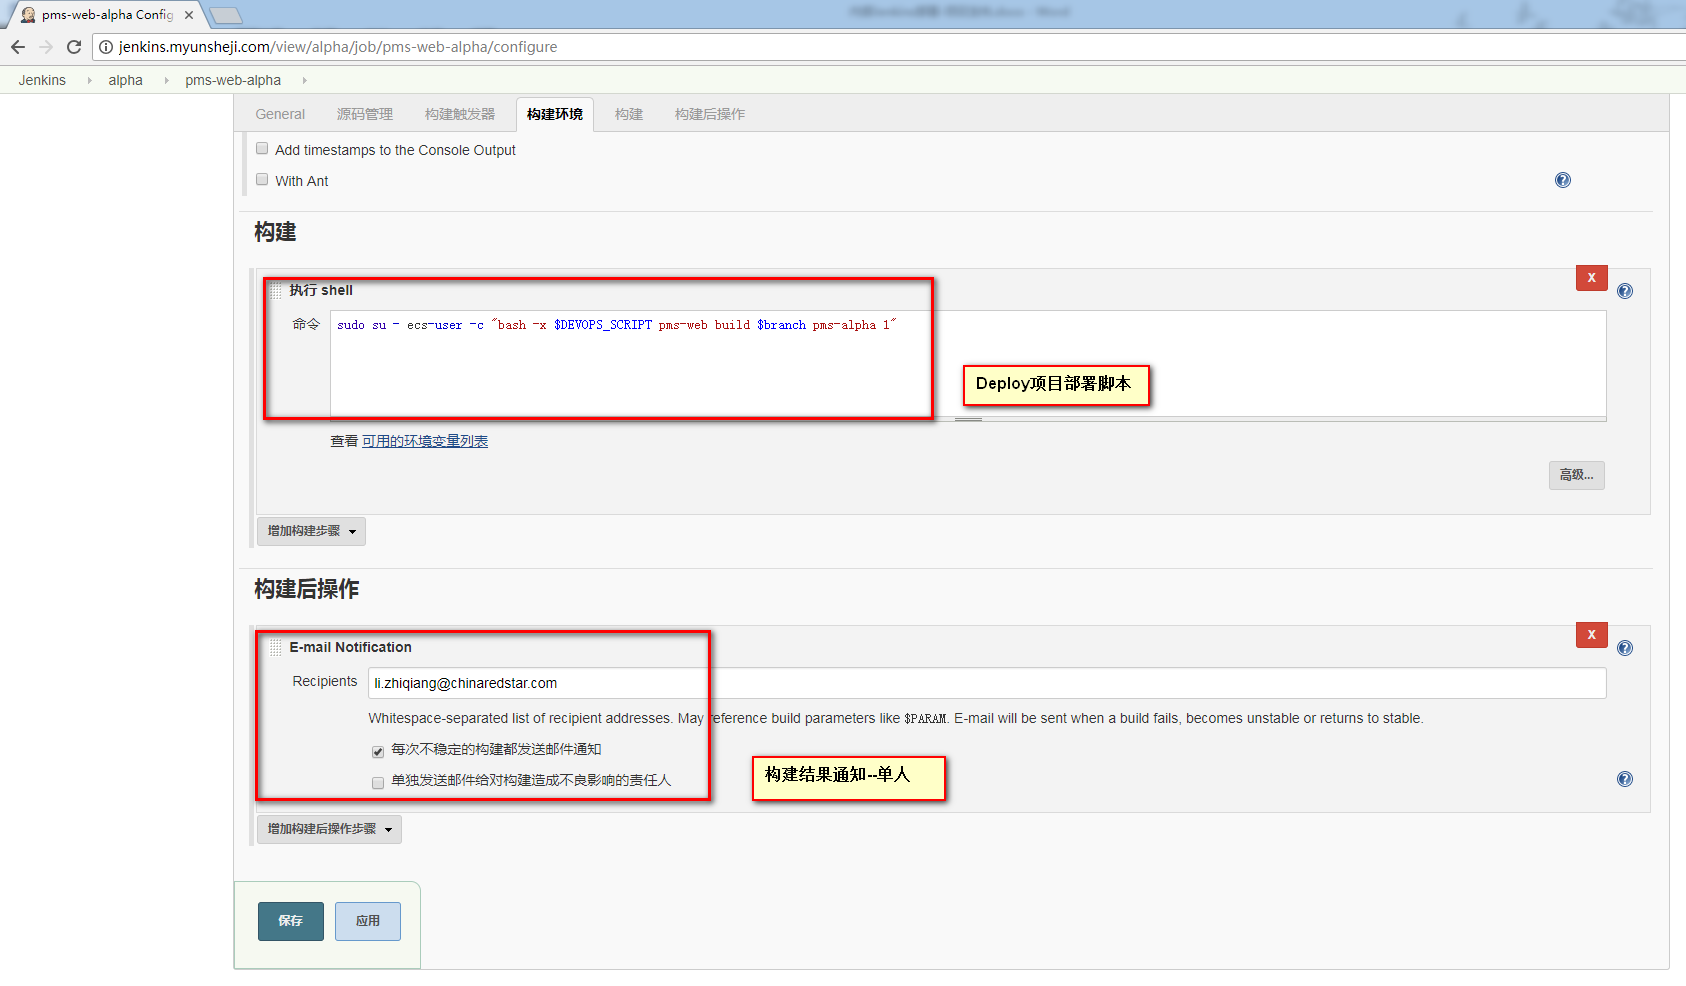 pms-web-alpha Config
jenkins.myunsheji.com/view/alpha/job/pms-web-alpha/configure
Jenkins alpha pms-web-alpha
General 源码管理 构建触发器 构建环境 构建 构建后操作
Add timestamps to the Console Output
With Ant
构建
X
执行 shell
命令 sudo su - ecs-user -c "bash -x $DEVOPS_SCRIPT pms-web build $branch pms-alpha 1"
Deploy项目部署脚本
查看 可用的环境变量列表
高级...
增加构建步骤
构建后操作
X
E-mail Notification
Recipients li.zhiqiang@chinaredstar.com
Whitespace-separated list of recipient addresses. May reference build parameters like $PARAM. E-mail will be sent when a build fails, becomes unstable or returns to stable.
每次不稳定的构建都发送邮件通知
单独发送邮件给对构建造成不良影响的责任人
构建结果通知--单人
增加构建后操作步骤
保存 应用